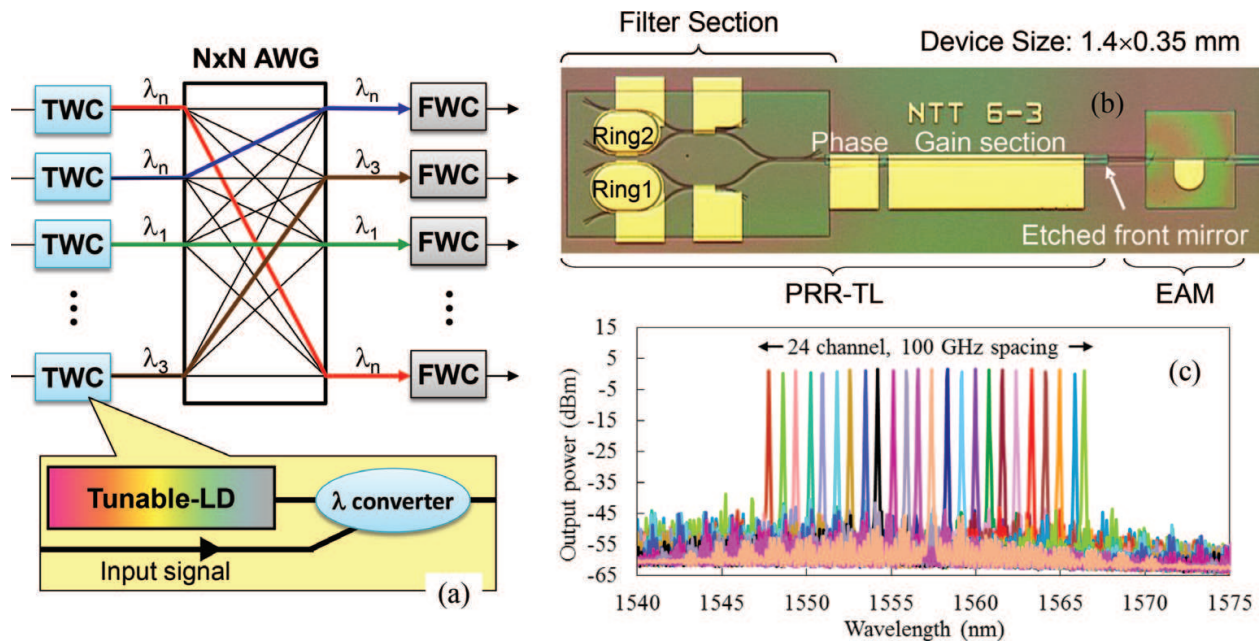 NxN AWG
TWC
λn
λn
FWC
TWC
λn
λ3
FWC
TWC
λ1
λ1
FWC
TWC
λ3
λn
FWC
Tunable-LD
λ converter
Input signal
(a)
Filter Section
Device Size: 1.4×0.35 mm
(b)
NTT 6-3
Ring2
Phase
Gain section
Ring1
Etched front mirror
PRR-TL
EAM
15
5
-5
-15
-25
-35
-45
-55
-65
Output power (dBm)
24 channel, 100 GHz spacing
(c)
1540
1545
1550
1555
1560
1565
1570
1575
Wavelength (nm)